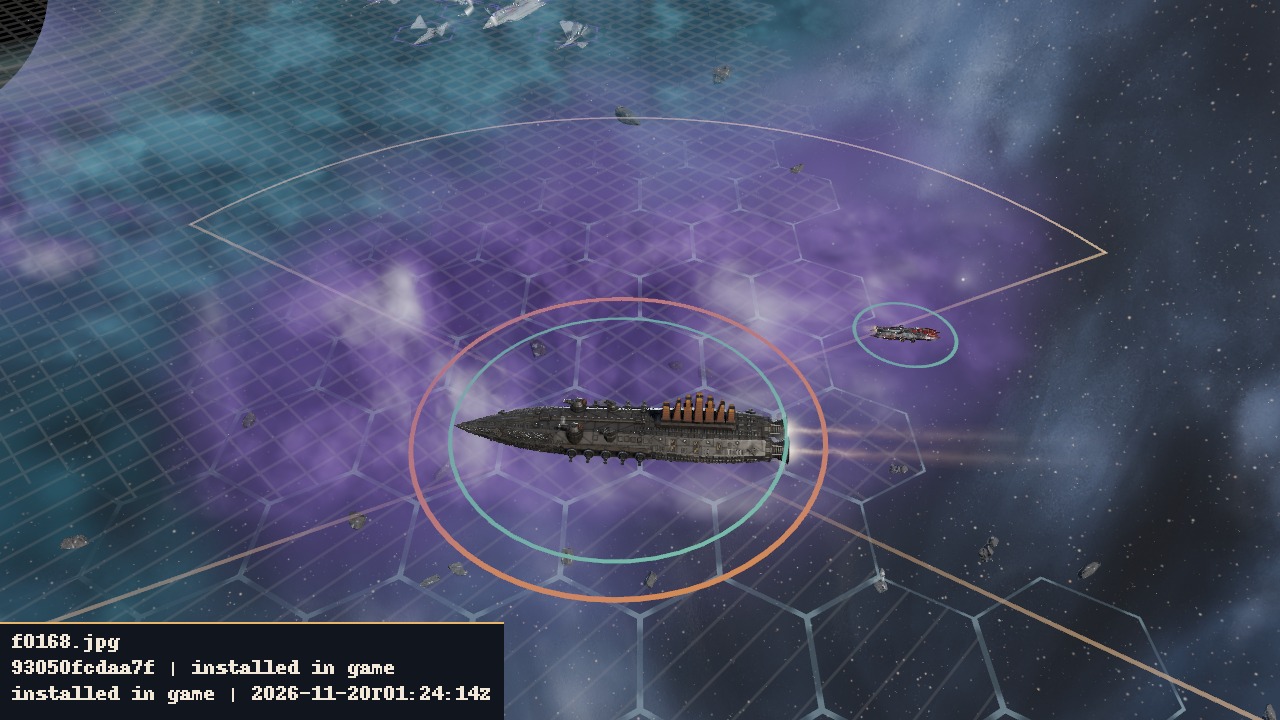 f0168.jpg
93050fcdaa7f | installed in game
installed in game | 2026-11-20T01:24:14Z